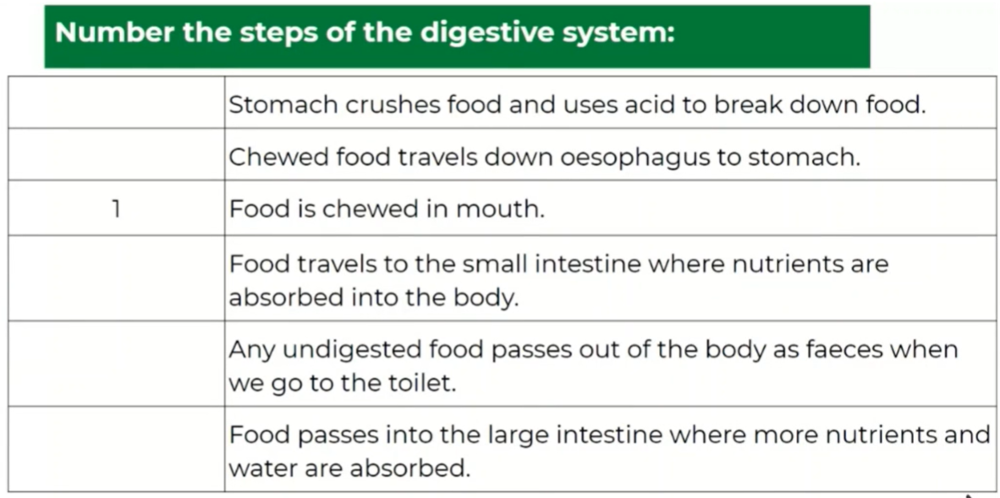 Number the steps of the digestive system:
Stomach crushes food and uses acid to break down food.
Chewed food travels down oesophagus to stomach.
1 Food is chewed in mouth.
Food travels to the small intestine where nutrients are
absorbed into the body.
Any undigested food passes out of the body as faeces when
we go to the toilet.
Food passes into the large intestine where more nutrients and
water are absorbed.